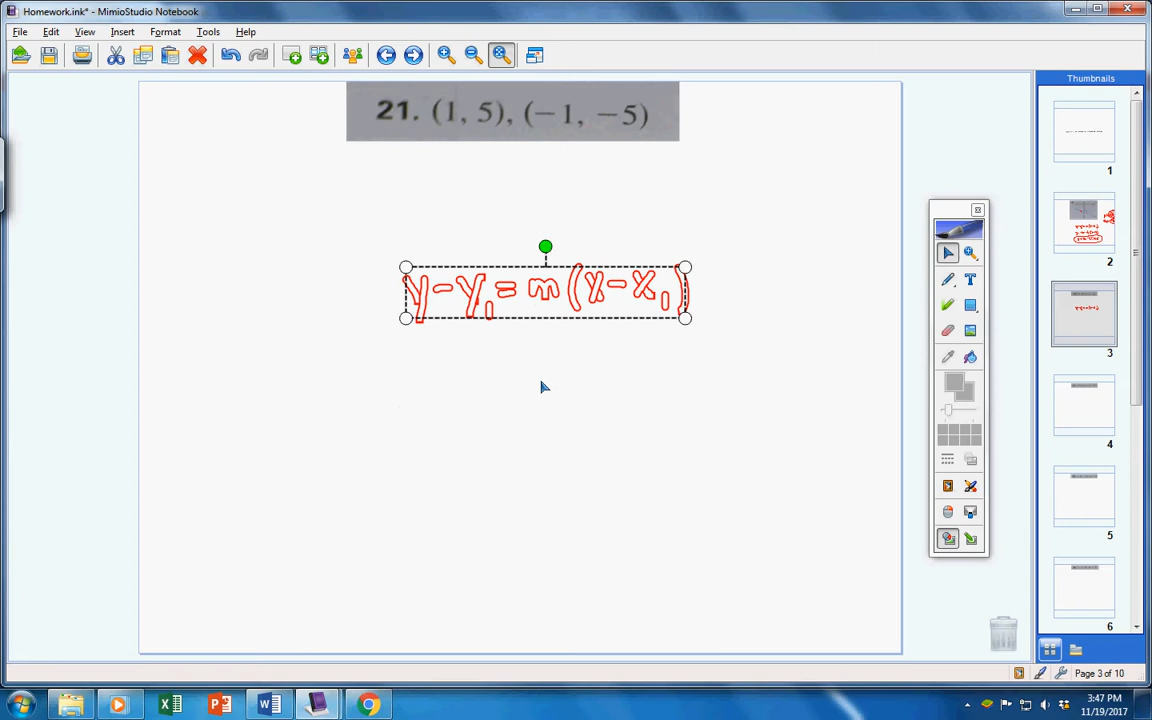 Homework.ink* - MimioStudio Notebook
File Edit View Insert Format Tools Help
21. (1, 5), (−1, −5)
y-y₁=m(x-x₁)
Thumbnails
1
2
3
4
5
6
Page 3 of 10
3:47 PM
11/19/2017